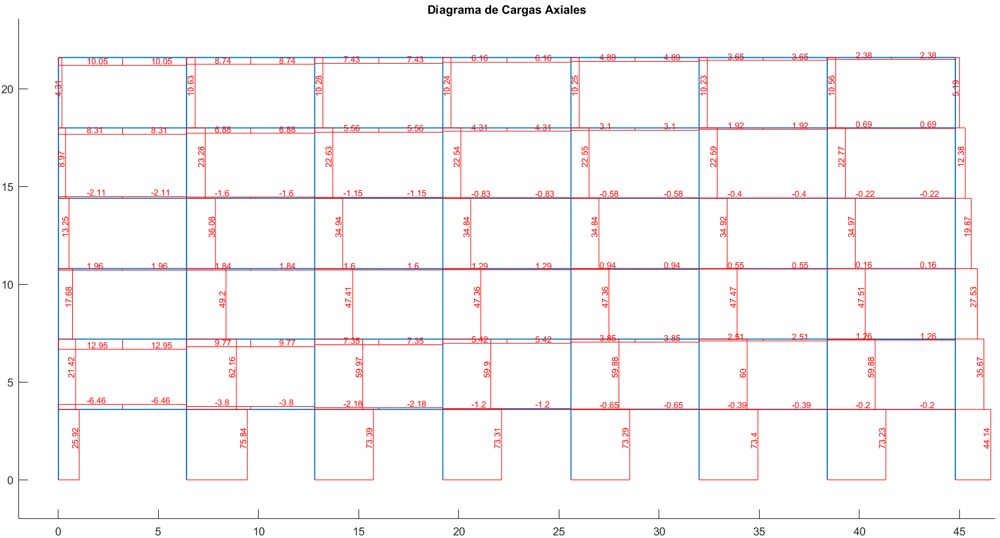 Diagrama de Cargas Axiales
10.05 10.05 8.74 8.74 7.43 7.43 6.16 6.16 4.89 4.89 3.65 3.65 2.38 2.38
20 4.31 10.63 10.28 10.24 10.25 10.23 10.56 5.19
8.31 8.31 6.88 6.88 5.56 5.56 4.31 4.31 3.1 3.1 1.92 1.92 0.69 0.69
8.97 23.28 22.63 22.54 22.55 22.59 22.77 12.38
15 -2.11 -2.11 -1.6 -1.6 -1.15 -1.15 -0.83 -0.83 -0.58 -0.58 -0.4 -0.4 -0.22 -0.22
13.25 36.08 34.94 34.84 34.84 34.92 34.97 19.87
1.96 1.96 1.84 1.84 1.6 1.6 1.29 1.29 0.94 0.94 0.55 0.55 0.16 0.16
10 17.68 49.2 47.41 47.36 47.36 47.47 47.51 27.53
12.95 12.95 9.77 9.77 7.35 7.35 5.42 5.42 3.85 3.85 2.51 2.51 1.26 1.26
5 21.42 62.16 59.97 59.9 59.88 60 59.88 35.67
-6.46 -6.46 -3.8 -3.8 -2.18 -2.18 -1.2 -1.2 -0.65 -0.65 -0.39 -0.39 -0.2 -0.2
25.92 75.84 73.39 73.31 73.29 73.4 73.23 44.14
0
0 5 10 15 20 25 30 35 40 45